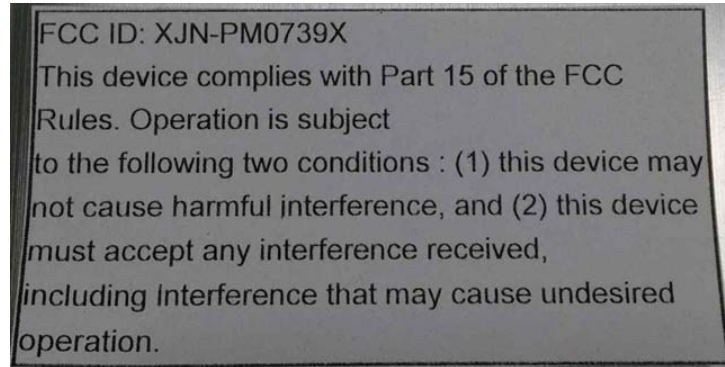 FCC ID: XJN-PM0739X
This device complies with Part 15 of the FCC
Rules. Operation is subject
to the following two conditions : (1) this device may
not cause harmful interference, and (2) this device
must accept any interference received,
including interference that may cause undesired
operation.